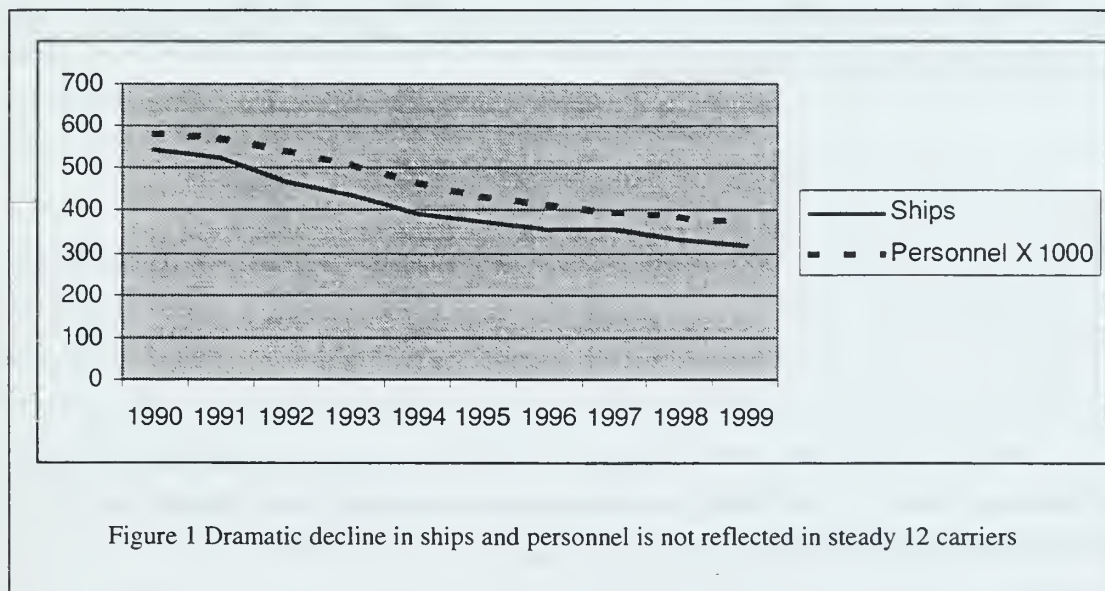 700
600
500
400
300
200
100
0
1990 1991 1992 1993 1994 1995 1996 1997 1998 1999
Ships
Personnel X 1000
Figure 1 Dramatic decline in ships and personnel is not reflected in steady 12 carriers